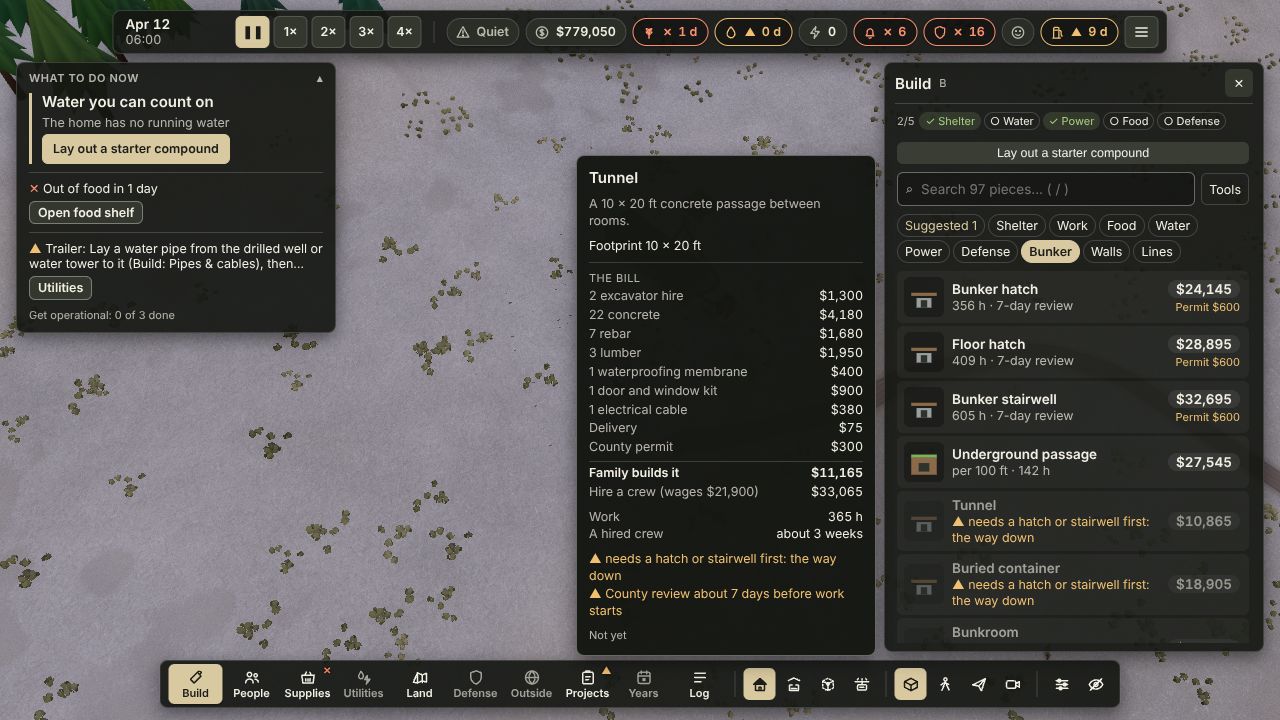 Apr 12
06:00
1×
2×
3×
4×
Quiet
$779,050
× 1 d
▲ 0 d
0
× 6
× 16
▲ 9 d
WHAT TO DO NOW ▲
Water you can count on
The home has no running water
Lay out a starter compound
× Out of food in 1 day
Open food shelf
▲ Trailer: Lay a water pipe from the drilled well or
water tower to it (Build: Pipes & cables), then...
Utilities
Get operational: 0 of 3 done
Tunnel
A 10 × 20 ft concrete passage between
rooms.
Footprint 10 × 20 ft
THE BILL
2 excavator hire $1,300
22 concrete $4,180
7 rebar $1,680
3 lumber $1,950
1 waterproofing membrane $400
1 door and window kit $900
1 electrical cable $380
Delivery $75
County permit $300
Family builds it $11,165
Hire a crew (wages $21,900) $33,065
Work 365 h
A hired crew about 3 weeks
▲ needs a hatch or stairwell first: the way
down
▲ County review about 7 days before work
starts
Not yet
Build B ×
2/5 ✓ Shelter Water ✓ Power Food Defense
Lay out a starter compound
Search 97 pieces... ( / ) Tools
Suggested 1 Shelter Work Food Water
Power Defense Bunker Walls Lines
Bunker hatch $24,145
356 h · 7-day review Permit $600
Floor hatch $28,895
409 h · 7-day review Permit $600
Bunker stairwell $32,695
605 h · 7-day review Permit $600
Underground passage $27,545
per 100 ft · 142 h
Tunnel $10,865
▲ needs a hatch or stairwell first:
the way down
Buried container $18,905
▲ needs a hatch or stairwell first:
the way down
Bunkroom
Build People Supplies Utilities Land Defense Outside Projects Years Log